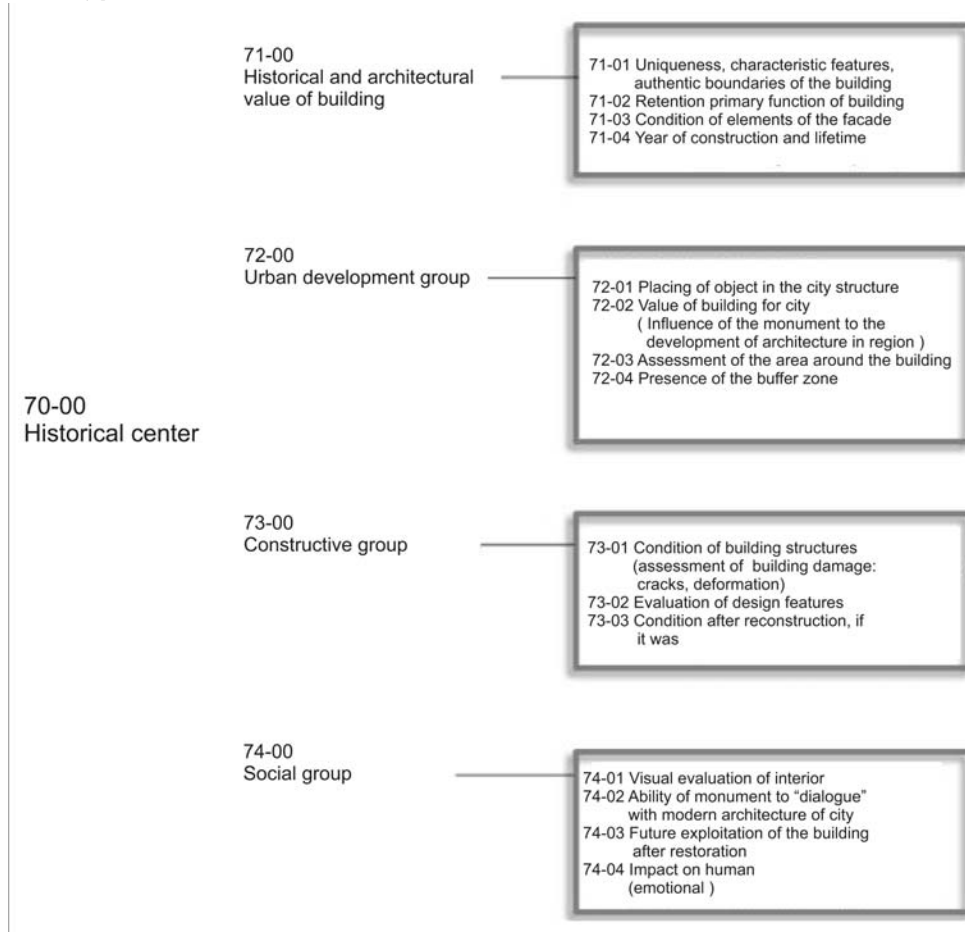 71-00
Historical and architectural
value of building
71-01 Uniqueness, characteristic features,
authentic boundaries of the building
71-02 Retention primary function of building
71-03 Condition of elements of the facade
71-04 Year of construction and lifetime
72-00
Urban development group
72-01 Placing of object in the city structure
72-02 Value of building for city
( Influence of the monument to the
development of architecture in region )
72-03 Assessment of the area around the building
72-04 Presence of the buffer zone
70-00
Historical center
73-00
Constructive group
73-01 Condition of building structures
(assessment of building damage:
cracks, deformation)
73-02 Evaluation of design features
73-03 Condition after reconstruction, if
it was
74-00
Social group
74-01 Visual evaluation of interior
74-02 Ability of monument to “dialogue”
with modern architecture of city
74-03 Future exploitation of the building
after restoration
74-04 Impact on human
(emotional )